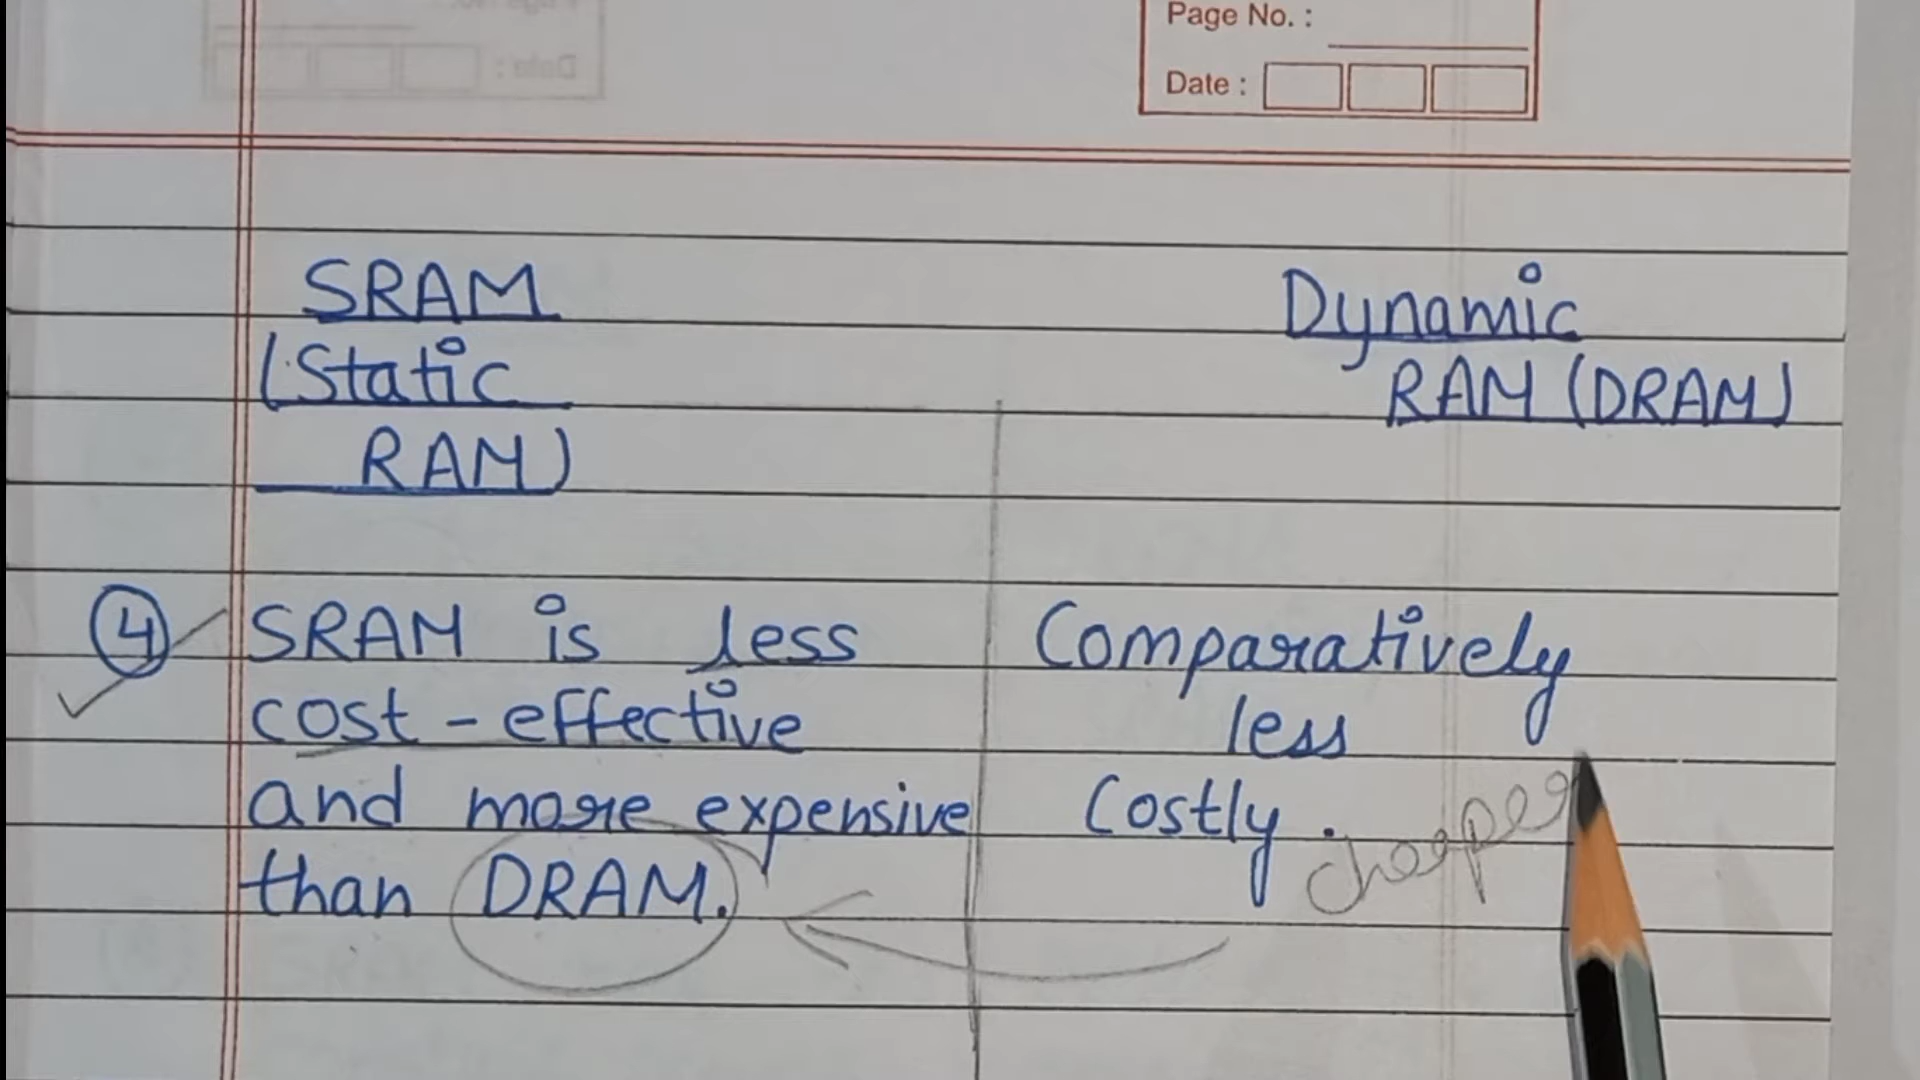 Page No. :
Date :
SRAM
(Static
RAM)
Dynamic
RAM (DRAM)
4
SRAM is less
cost-effective
and more expensive
than DRAM.
Comparatively
less
Costly.
cheaper